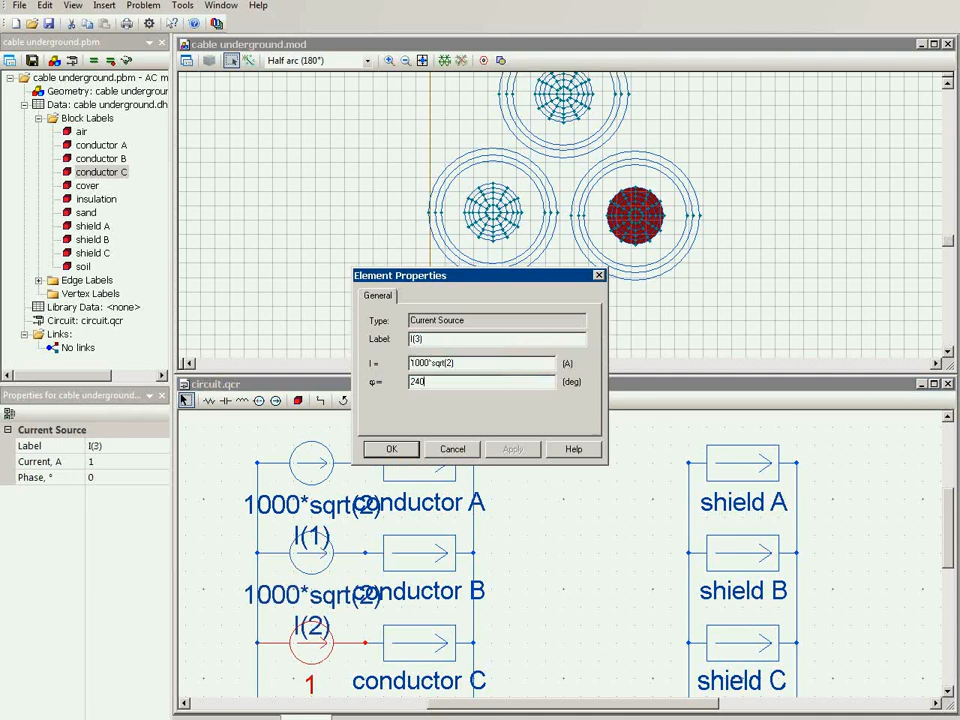 File Edit View Insert Problem Tools Window Help
cable underground.pbm
cable underground.pbm - AC m
Geometry: cable undergroun
Data: cable underground.dh
Block Labels
air
conductor A
conductor B
conductor C
cover
insulation
sand
shield A
shield B
shield C
soil
Edge Labels
Vertex Labels
Library Data: <none>
Circuit: circuit.qcr
Links:
No links
Properties for cable underground...
Current Source
Label I(3)
Current, A 1
Phase, ° 0
cable underground.mod
Half arc (180°)
Element Properties
General
Type: Current Source
Label: I(3)
I = 1000*sqrt(2) (A)
φ= 240 (deg)
OK Cancel Apply Help
circuit.qcr
1000*sqrt(2) conductor A shield A
I(1)
1000*sqrt(2) conductor B shield B
I(2)
1 conductor C shield C